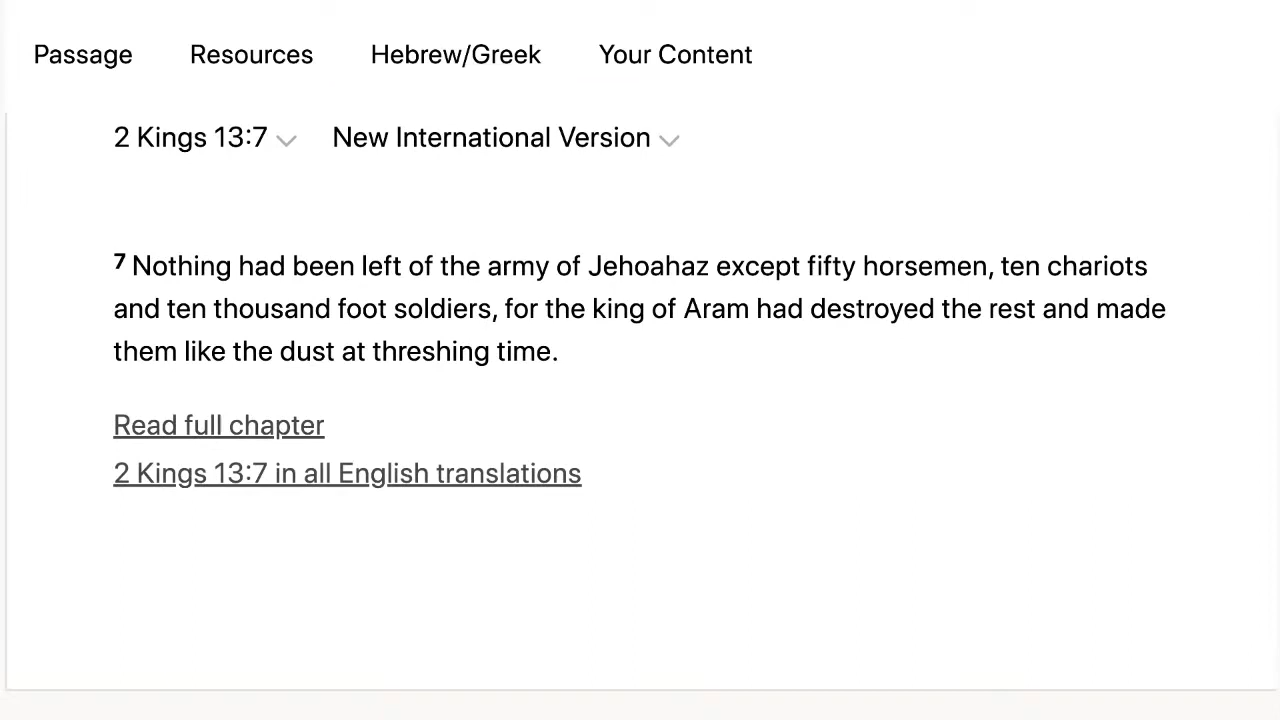 Passage Resources Hebrew/Greek Your Content
2 Kings 13:7 New International Version
7 Nothing had been left of the army of Jehoahaz except fifty horsemen, ten chariots
and ten thousand foot soldiers, for the king of Aram had destroyed the rest and made
them like the dust at threshing time.
Read full chapter
2 Kings 13:7 in all English translations